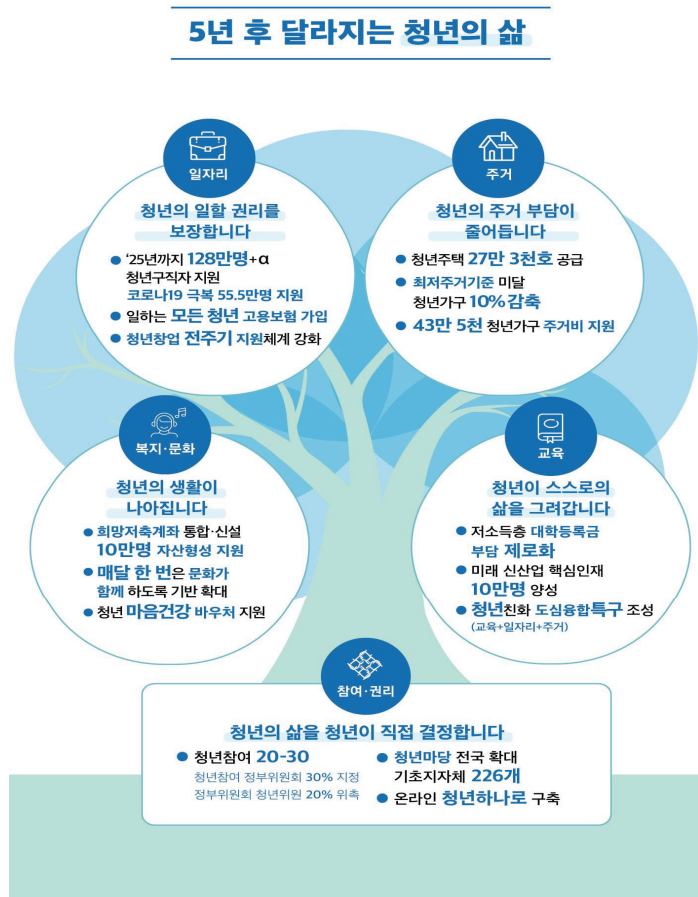 5년 후 달라지는 청년의 삶
일자리
청년의 일할 권리를
보장합니다
● ‘25년까지 128만명+α
청년구직자 지원
코로나19 극복 55.5만명 지원
● 일하는 모든 청년 고용보험 가입
● 청년창업 전주기 지원체계 강화
주거
청년의 주거 부담이
줄어듭니다
● 청년주택 27만 3천호 공급
● 최저주거기준 미달
청년가구 10% 감축
● 43만 5천 청년가구 주거비 지원
복지·문화
청년의 생활이
나아집니다
● 희망저축계좌 통합·신설
10만명 자산형성 지원
● 매달 한 번은 문화가
함께 하도록 기반 확대
● 청년 마음건강 바우처 지원
교육
청년이 스스로의
삶을 그려갑니다
● 저소득층 대학등록금
부담 제로화
● 미래 신산업 핵심인재
10만명 양성
● 청년친화 도심융합특구 조성
(교육+일자리+주거)
참여·권리
청년의 삶을 청년이 직접 결정합니다
● 청년참여 20-30
청년참여 정부위원회 30% 지정
정부위원회 청년위원 20% 위촉
● 청년마당 전국 확대
기초지자체 226개
● 온라인 청년하나로 구축